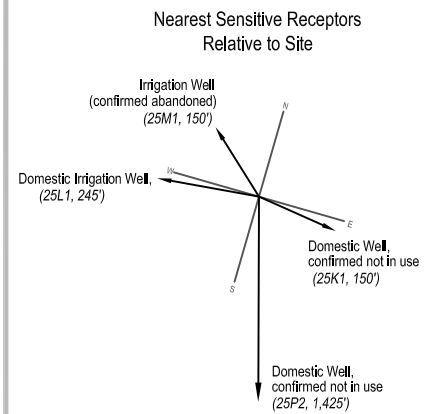 Nearest Sensitive Receptors
Relative to Site
Irrigation Well
(confirmed abandoned)
(25M1, 150')
N
W
Domestic Irrigation Well,
(25L1, 245')
E
Domestic Well,
confirmed not in use
(25K1, 150')
S
Domestic Well,
confirmed not in use
(25P2, 1,425')